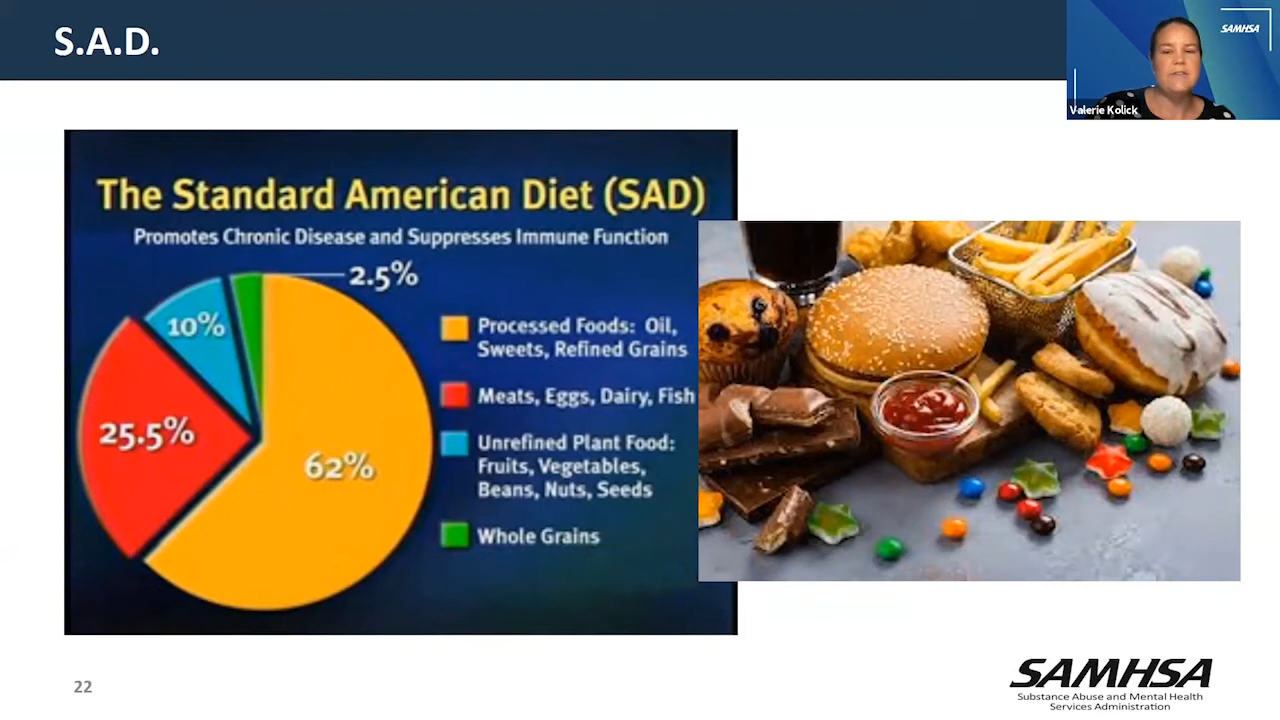 S.A.D.
SAMHSA
Valerie Kolick
The Standard American Diet (SAD)
Promotes Chronic Disease and Suppresses Immune Function
2.5%
10%
25.5%
62%
Processed Foods: Oil,
Sweets, Refined Grains
Meats, Eggs, Dairy, Fish
Unrefined Plant Food:
Fruits, Vegetables,
Beans, Nuts, Seeds
Whole Grains
22
SAMHSA
Substance Abuse and Mental Health
Services Administration